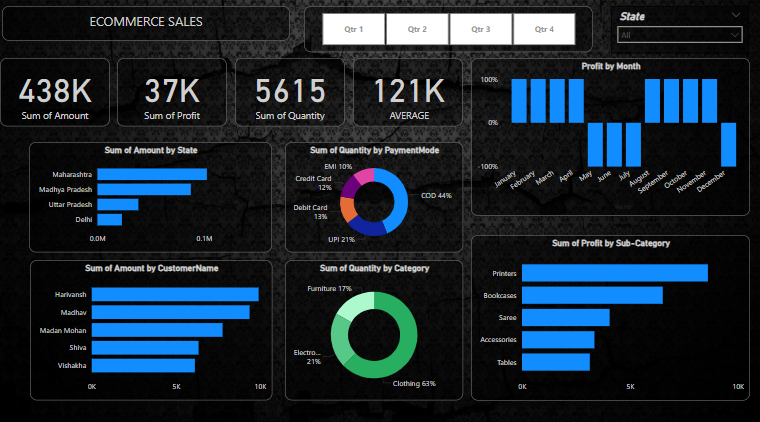 ECOMMERCE SALES
Qtr 1
Qtr 2
Qtr 3
Qtr 4
State
All
438K
Sum of Amount
37K
Sum of Profit
5615
Sum of Quantity
121K
AVERAGE
Profit by Month
100%
0%
-100%
January
February
March
April
May
June
July
August
September
October
November
December
Sum of Amount by State
Maharashtra
Madhya Pradesh
Uttar Pradesh
Delhi
0.0M
0.1M
Sum of Quantity by PaymentMode
EMI 10%
Credit Card
12%
Debit Card
13%
UPI 21%
COD 44%
Sum of Amount by CustomerName
Harivansh
Madhav
Madan Mohan
Shiva
Vishakha
0K
5K
10K
Sum of Quantity by Category
Furniture 17%
Electro...
21%
Clothing 63%
Sum of Profit by Sub-Category
Printers
Bookcases
Saree
Accessories
Tables
0K
5K
10K